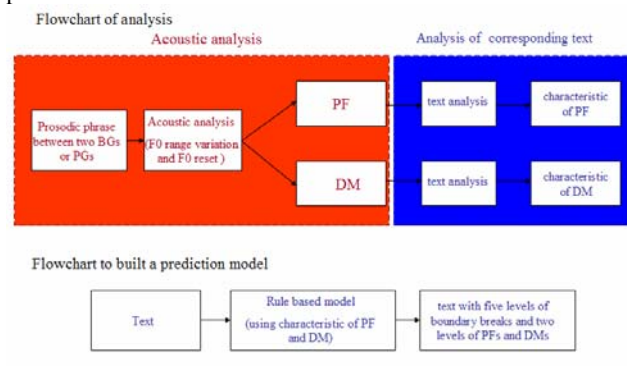 Flowchart of analysis
Acoustic analysis
Analysis of corresponding text
Prosodic phrase
between two BGs
or PGs
Acoustic analysis
(F0 range variation
and F0 reset )
PF
text analysis
characteristic
of PF
DM
text analysis
characteristic
of DM
Flowchart to built a prediction model
Text
Rule based model
(using characteristic of PF
and DM)
text with five levels of
boundary breaks and two
levels of PFs and DMs